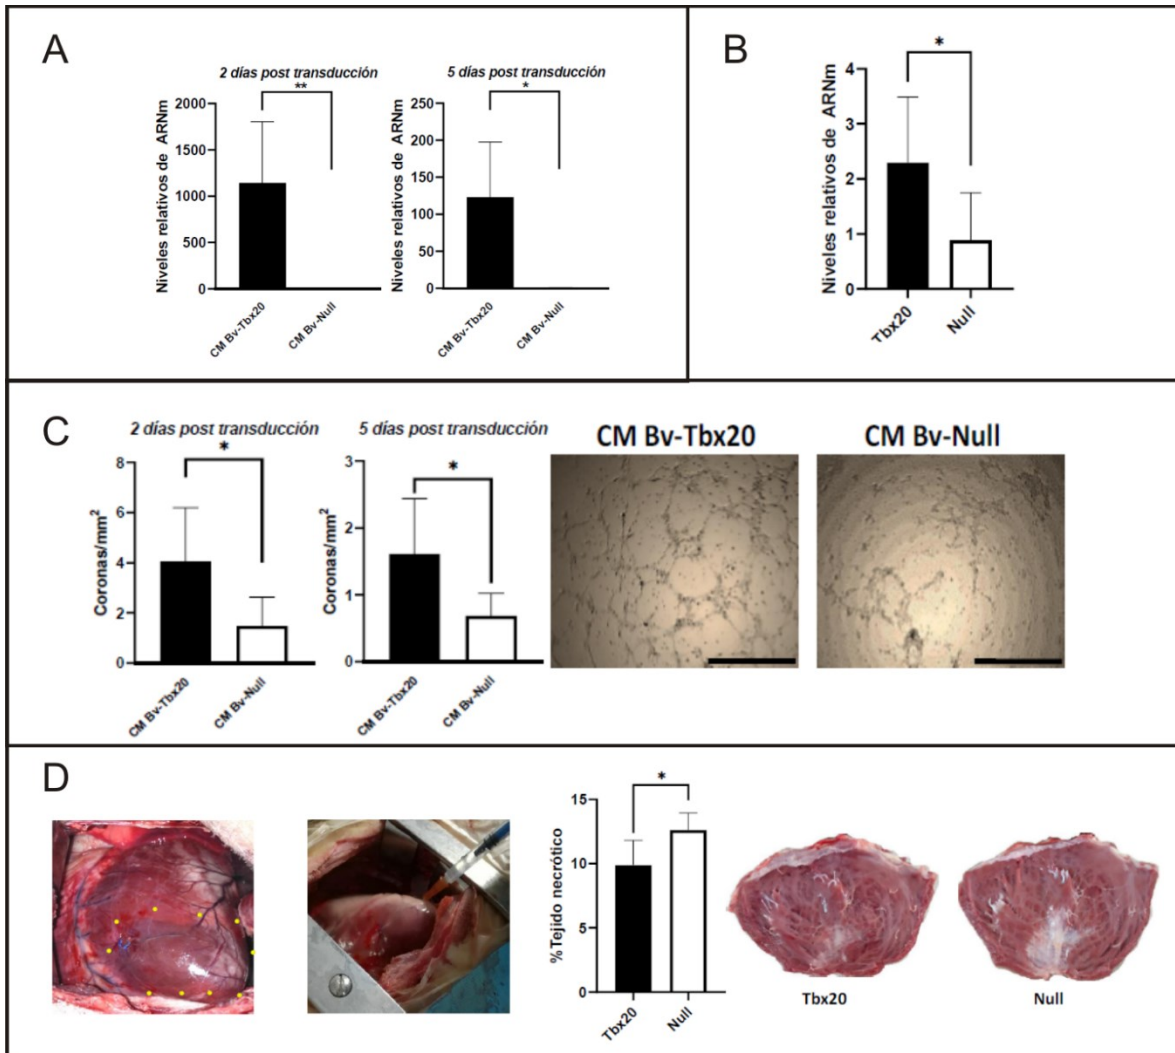 A
2 días post transducción
**
Niveles relativos de ARNm
2000
1500
1000
500
0
CM Bv-Tbx20
CM Bv-Null
5 días post transducción
*
Niveles relativos de ARNm
250
200
150
100
50
0
CM Bv-Tbx20
CM Bv-Null
B
*
Niveles relativos de ARNm
4
3
2
1
0
Tbx20
Null
C
2 días post transducción
*
Coronas/mm²
8
6
4
2
0
CM Bv-Tbx20
CM Bv-Null
5 días post transducción
*
Coronas/mm²
3
2
1
0
CM Bv-Tbx20
CM Bv-Null
CM Bv-Tbx20
CM Bv-Null
D
*
%Tejido necrótico
15
10
5
0
Tbx20
Null
Tbx20
Null